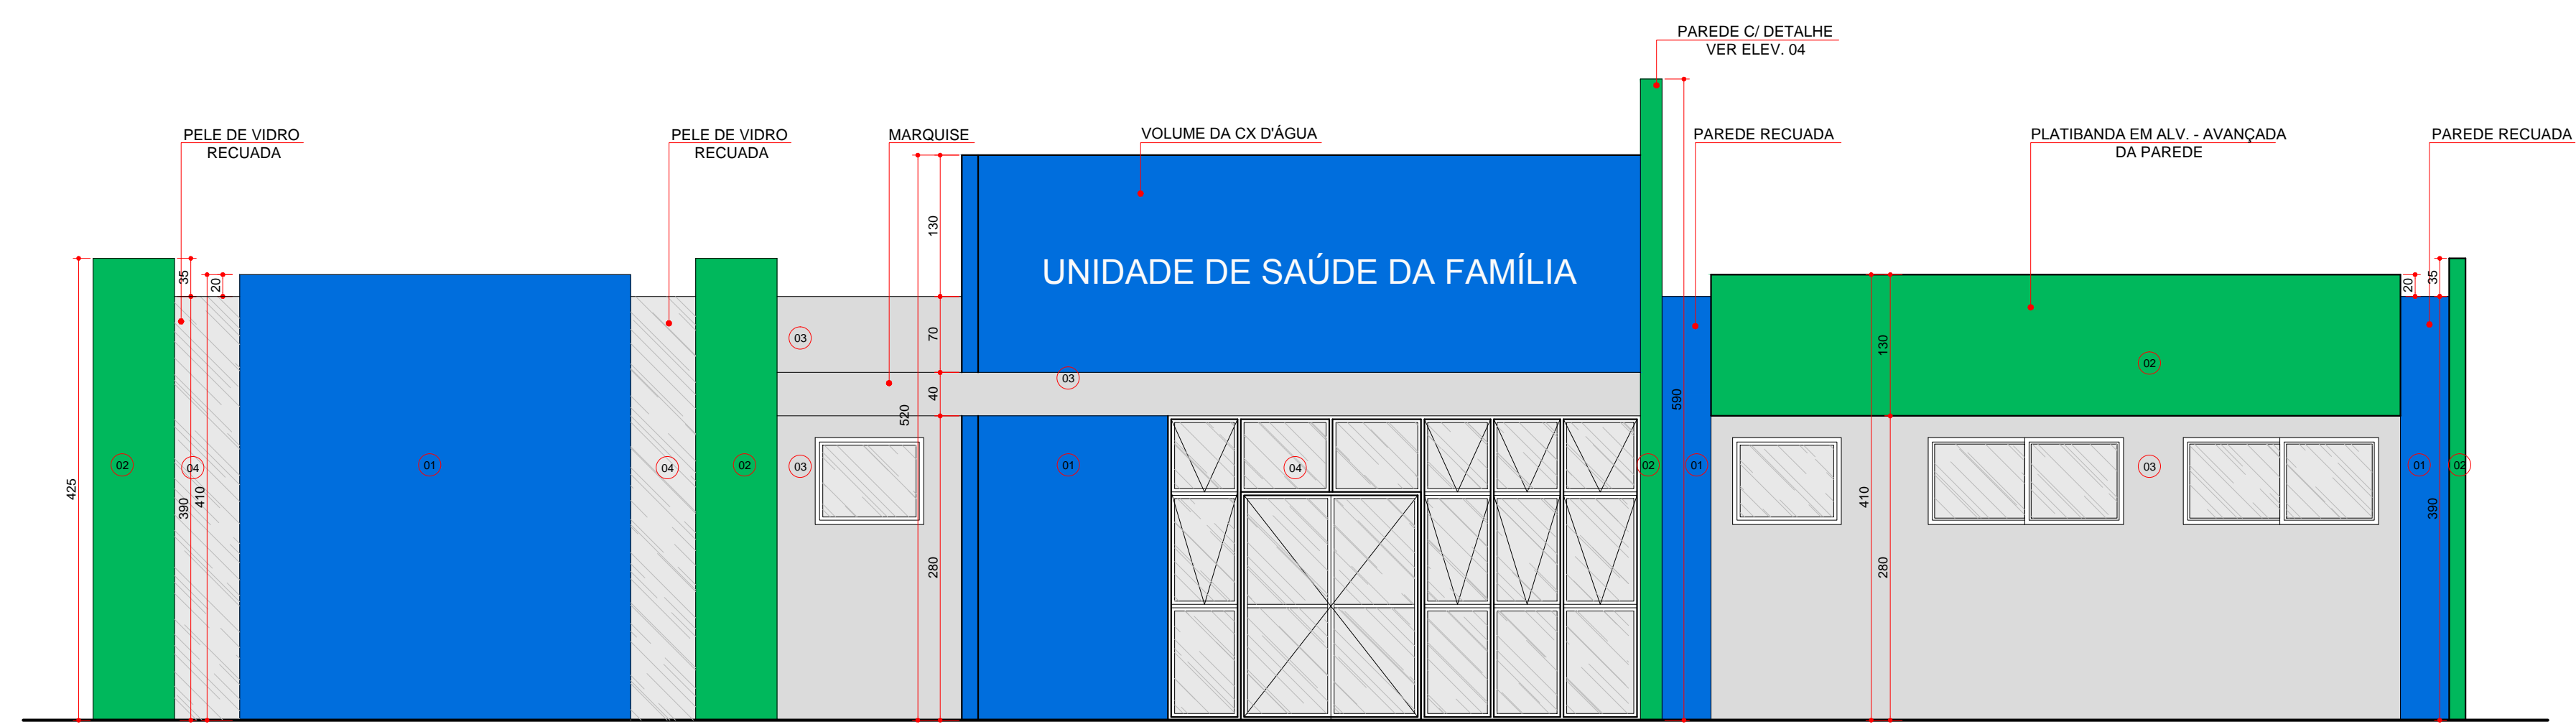 PAREDE C/ DETALHE
VER ELEV. 04
PELE DE VIDRO
RECUADA
PELE DE VIDRO
RECUADA
MARQUISE
VOLUME DA CX D'ÁGUA
PAREDE RECUADA
PLATIBANDA EM ALV. - AVANÇADA
DA PAREDE
PAREDE RECUADA
UNIDADE DE SAÚDE DA FAMÍLIA
425
35
390
20
410
130
70
40
520
280
590
410
130
280
20
35
390
02
04
01
04
02
03
03
03
01
04
02
01
02
03
01
02